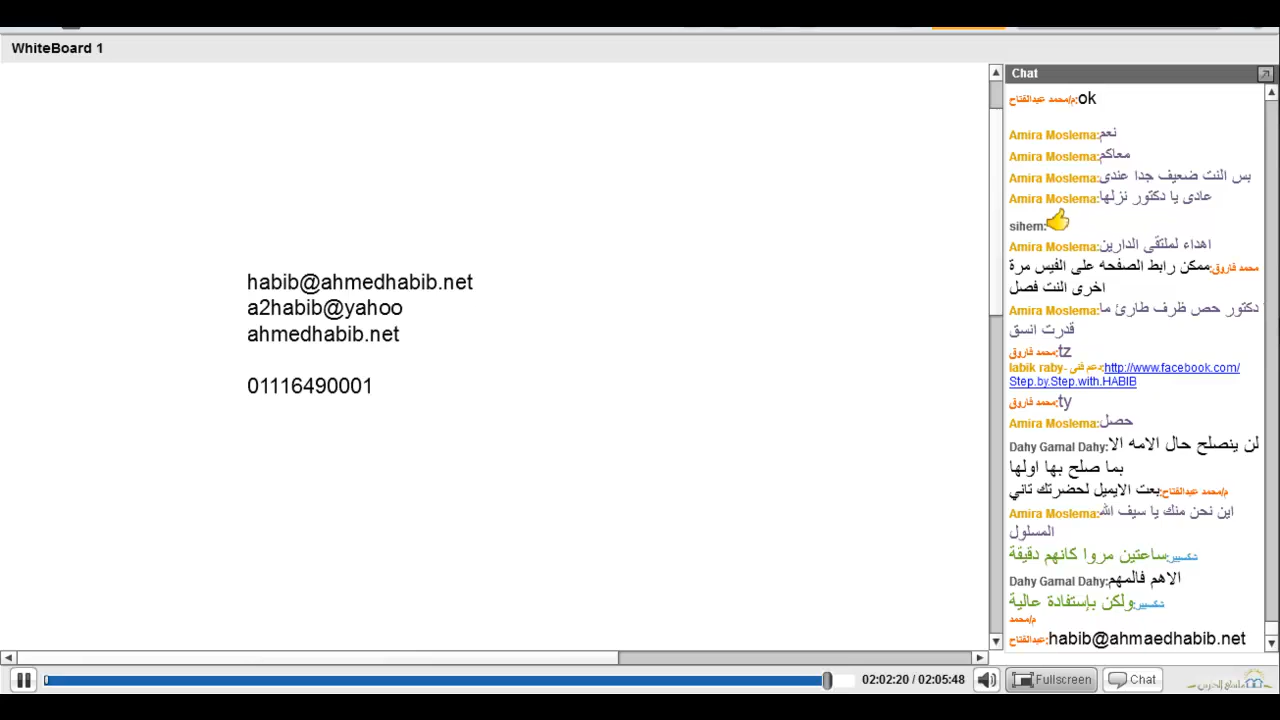 WhiteBoard 1
habib@ahmedhabib.net
a2habib@yahoo
ahmedhabib.net
01116490001
Chat
م/محمد عبدالفتاح:ok
Amira Moslema:نعم
Amira Moslema:معاكم
Amira Moslema:بس النت ضعيف جدا عندى
Amira Moslema:عادى يا دكتور نزلها
sihem:
Amira Moslema:اهداء لملتقى الدارين
محمد فاروق:ممكن رابط الصفحه على الفيس مرة
اخرى النت فصل
Amira Moslema:دكتور حص ظرف طارئ ما
قدرت انسق
محمد فاروق:tz
labik raby- دعم فنى:http://www.facebook.com/
Step.by.Step.with.HABIB
محمد فاروق:ty
Amira Moslema:حصل
Dahy Gamal Dahy:لن ينصلح حال الامه الا
بما صلح بها اولها
م/محمد عبدالفتاح:بعت الايميل لحضرتك تاني
Amira Moslema:اين نحن منك يا سيف الله
المسلول
شكسبير:ساعتين مروا كانهم دقيقة
Dahy Gamal Dahy:الاهم فالمهم
شكسبير:ولكن بإستفادة عالية
م/محمد
عبدالفتاح:habib@ahmaedhabib.net
02:02:20 / 02:05:48
Fullscreen
Chat